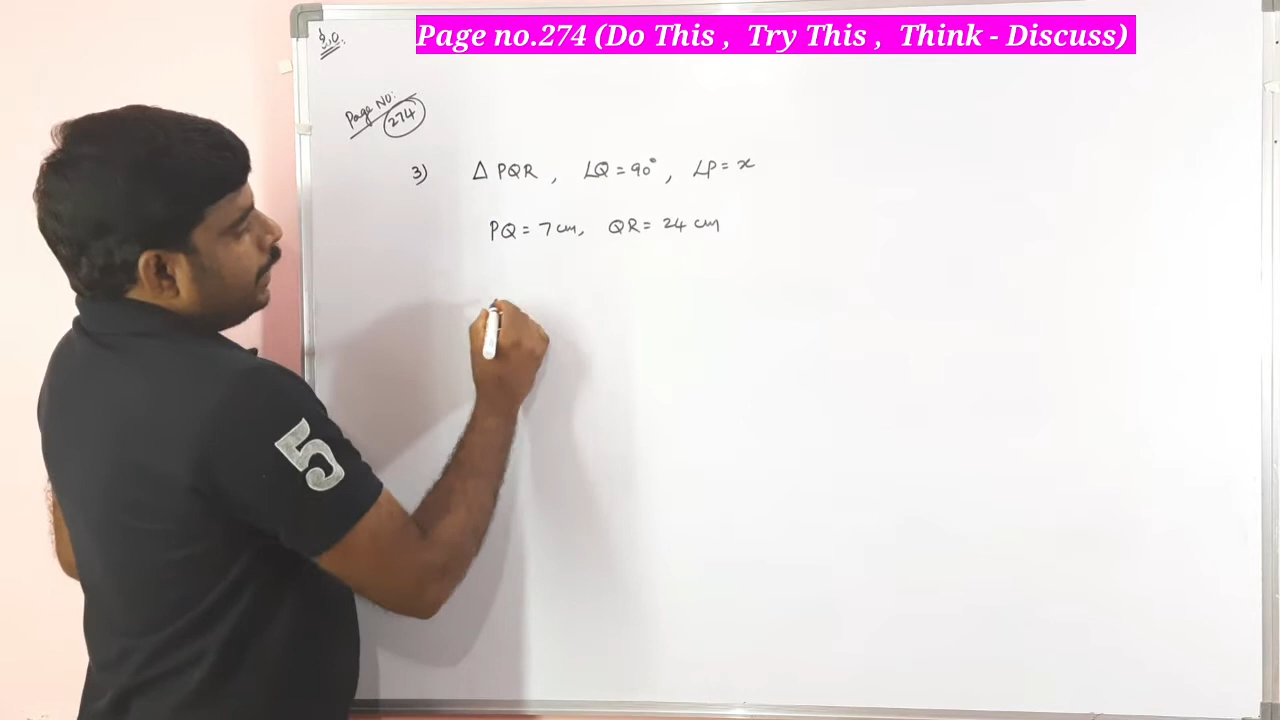 Page no.274 (Do This , Try This , Think - Discuss)
Page NO:
274
3) △ PQR , ∠Q = 90°, ∠P = x
PQ = 7 cm, QR = 24 cm
5